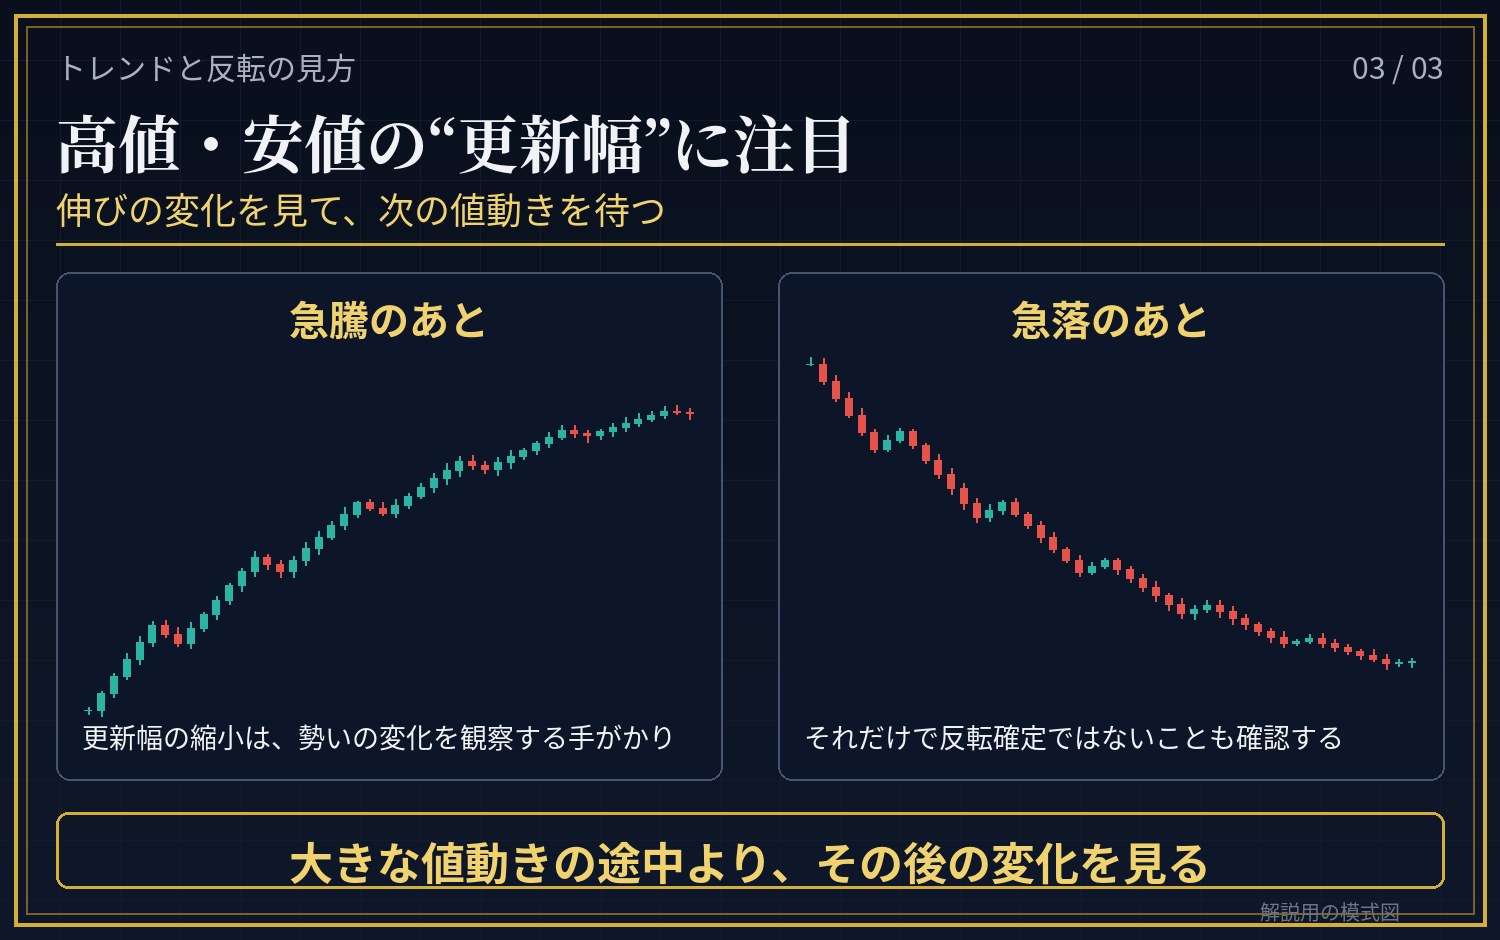 トレンドと反転の見方
03 / 03
高値・安値の“更新幅”に注目
伸びの変化を見て、次の値動きを待つ
急騰のあと
更新幅の縮小は、勢いの変化を観察する手がかり
急落のあと
それだけで反転確定ではないことも確認する
大きな値動きの途中より、その後の変化を見る
解説用の模式図